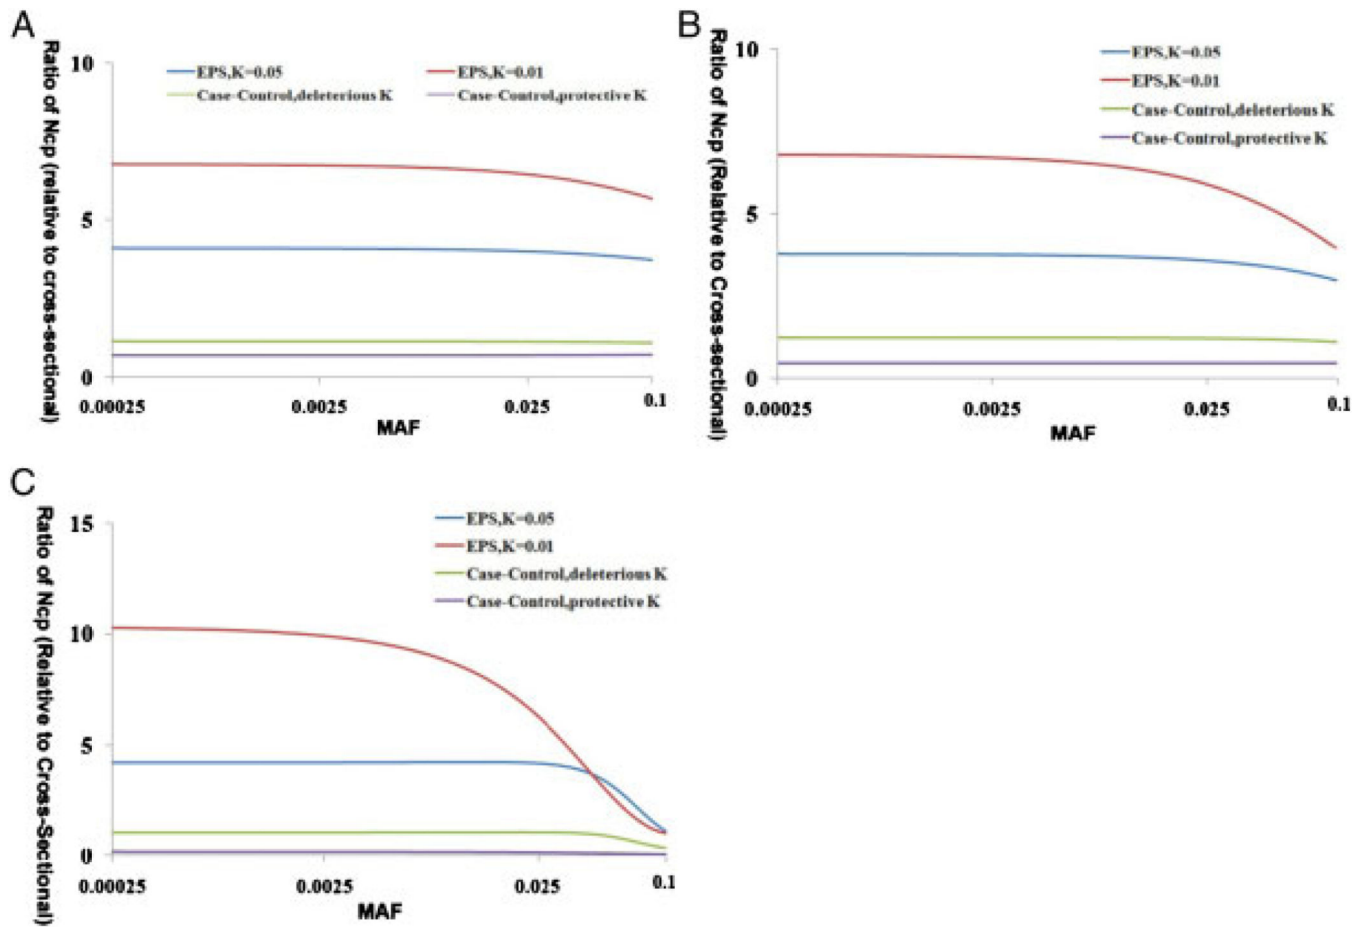 A
Ratio of Ncp (relative to cross-sectional)
10
5
0
EPS,K=0.05
EPS,K=0.01
Case-Control,deleterious K
Case-Control,protective K
0.00025
0.0025
0.025
0.1
MAF
B
Ratio of Ncp (Relative to Cross-sectional)
10
5
0
EPS,K=0.05
EPS,K=0.01
Case-Control,deleterious K
Case-Control,protective K
0.00025
0.0025
0.025
0.1
MAF
C
Ratio of Ncp (Relative to Cross-Sectional)
15
10
5
0
EPS,K=0.05
EPS,K=0.01
Case-Control,deleterious K
Case-Control,protective K
0.00025
0.0025
0.025
0.1
MAF